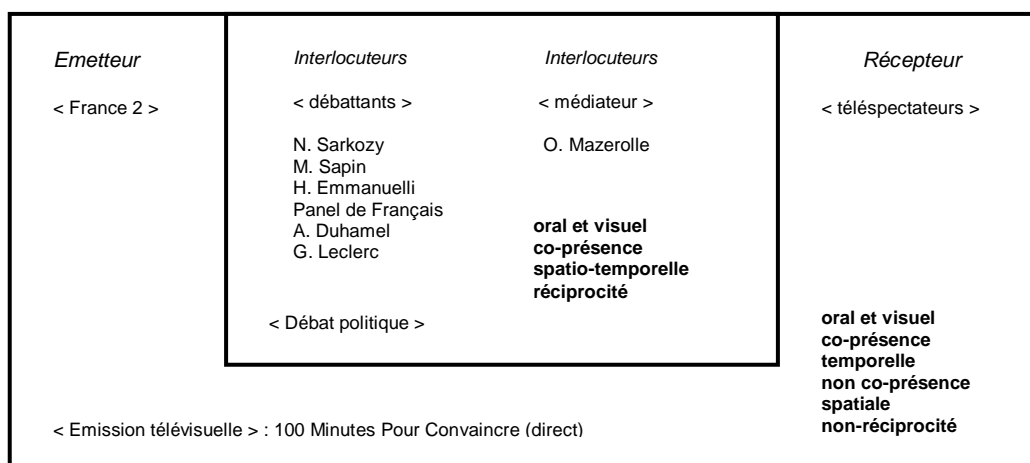 Emetteur
< France 2 >
Interlocuteurs
< débattants >
N. Sarkozy
M. Sapin
H. Emmanuelli
Panel de Français
A. Duhamel
G. Leclerc
< Débat politique >
Interlocuteurs
< médiateur >
O. Mazerolle
oral et visuel
co-présence
spatio-temporelle
réciprocité
Récepteur
< téléspectateurs >
oral et visuel
co-présence
temporelle
non co-présence
spatiale
non-réciprocité
< Emission télévisuelle > : 100 Minutes Pour Convaincre (direct)